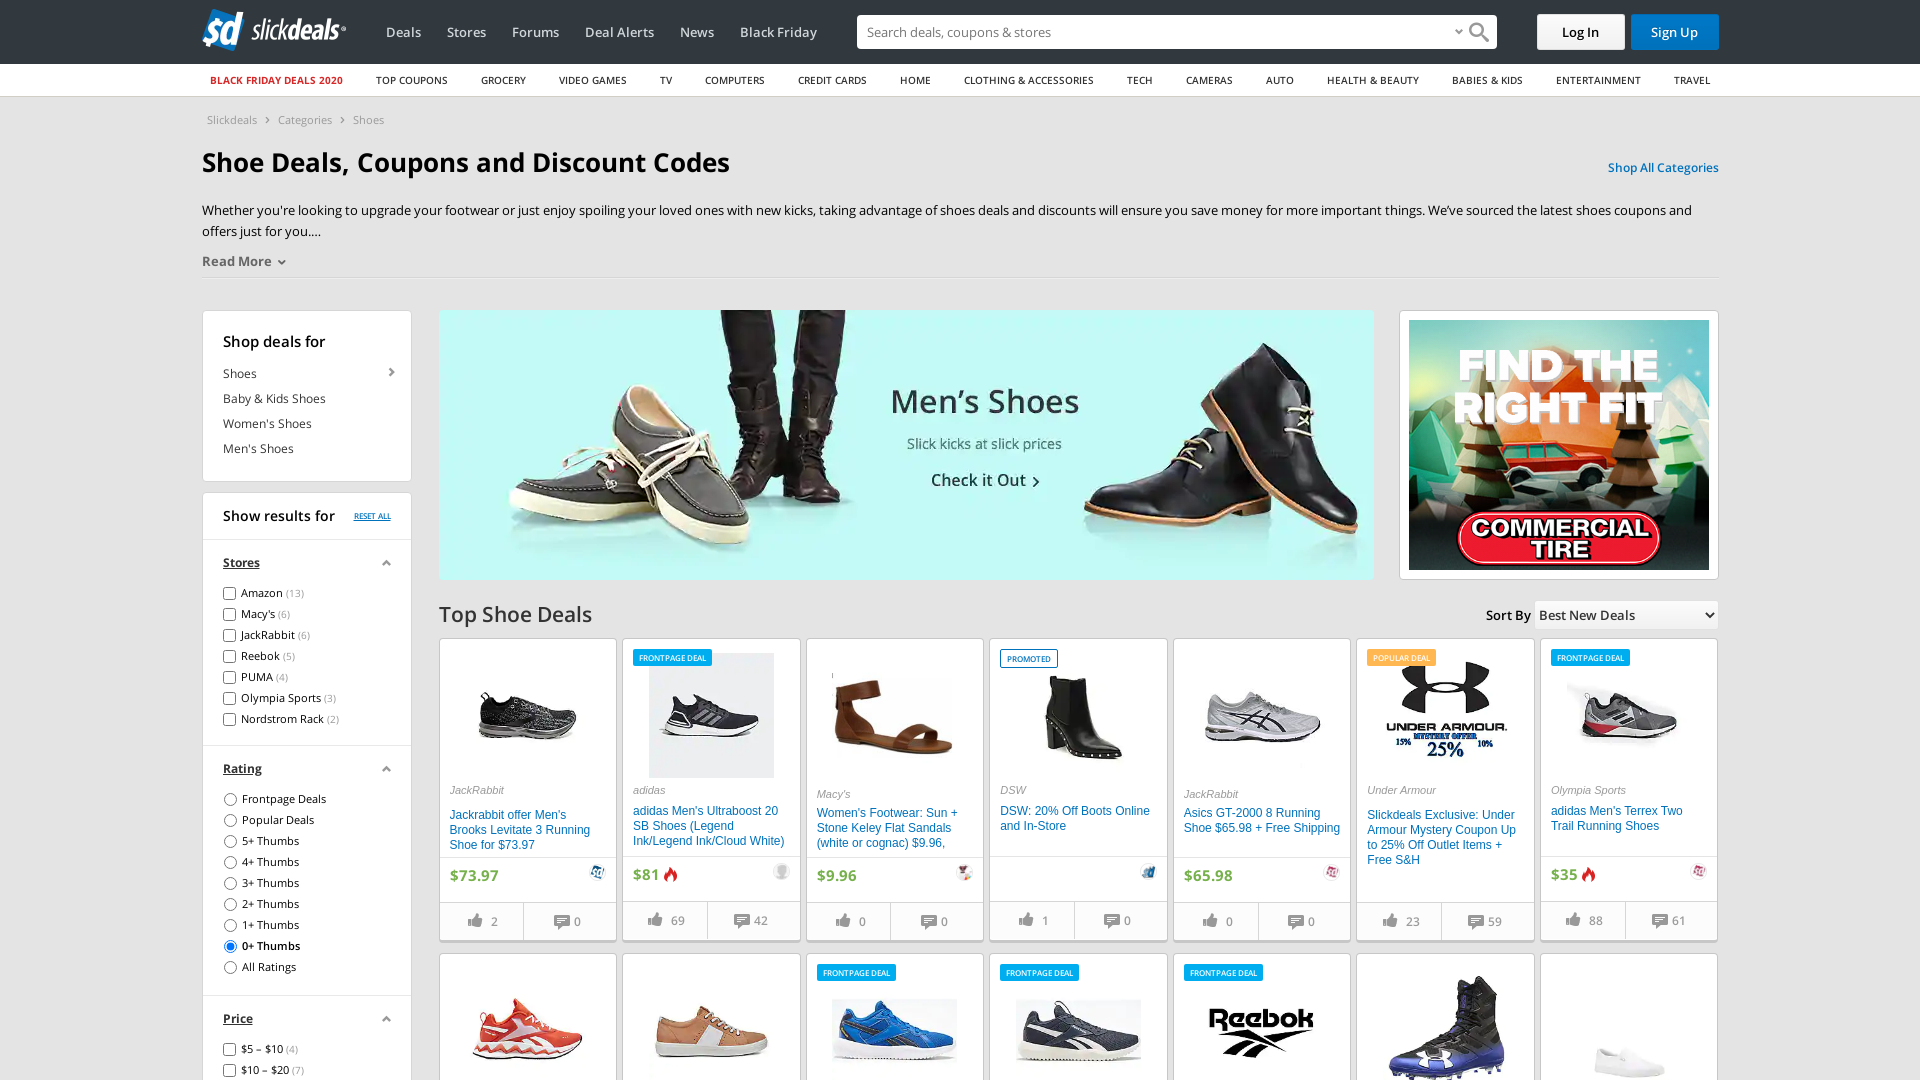 slickdeals
Deals
Stores
Forums
Deal Alerts
News
Black Friday
Search deals, coupons & stores
Log In
Sign Up
BLACK FRIDAY DEALS 2020
TOP COUPONS
GROCERY
VIDEO GAMES
TV
COMPUTERS
CREDIT CARDS
HOME
CLOTHING & ACCESSORIES
TECH
CAMERAS
AUTO
HEALTH & BEAUTY
BABIES & KIDS
ENTERTAINMENT
TRAVEL
Slickdeals
Categories
Shoes
Shoe Deals, Coupons and Discount Codes
Shop All Categories
Whether you're looking to upgrade your footwear or just enjoy spoiling your loved ones with new kicks, taking advantage of shoes deals and discounts will ensure you save money for more important things. We've sourced the latest shoes coupons and
offers just for you....
Read More
Shop deals for
Shoes
Baby & Kids Shoes
Women's Shoes
Men's Shoes
Show results for
RESET ALL
Stores
Amazon (13)
Macy's (6)
JackRabbit (6)
Reebok (5)
PUMA (4)
Olympia Sports (3)
Nordstrom Rack (2)
Rating
Frontpage Deals
Popular Deals
5+ Thumbs
4+ Thumbs
3+ Thumbs
2+ Thumbs
1+ Thumbs
0+ Thumbs
All Ratings
Price
$5 – $10 (4)
$10 – $20 (7)
Men's Shoes
Slick kicks at slick prices
Check it Out
FIND THE
RIGHT FIT
COMMERCIAL
TIRE
Top Shoe Deals
Sort By
Best New Deals
JackRabbit
Jackrabbit offer Men's
Brooks Levitate 3 Running
Shoe for $73.97
$73.97
2
0
FRONTPAGE DEAL
adidas
adidas Men's Ultraboost 20
SB Shoes (Legend
Ink/Legend Ink/Cloud White)
$81
69
42
Macy's
Women's Footwear: Sun +
Stone Keley Flat Sandals
(white or cognac) $9.96,
$9.96
0
0
PROMOTED
DSW
DSW: 20% Off Boots Online
and In-Store
1
0
JackRabbit
Asics GT-2000 8 Running
Shoe $65.98 + Free Shipping
$65.98
0
0
POPULAR DEAL
UNDER ARMOUR.
MYSTERY OFFER
15%
25%
10%
Under Armour
Slickdeals Exclusive: Under
Armour Mystery Coupon Up
to 25% Off Outlet Items +
Free S&H
23
59
FRONTPAGE DEAL
Olympia Sports
adidas Men's Terrex Two
Trail Running Shoes
$35
88
61
FRONTPAGE DEAL
FRONTPAGE DEAL
FRONTPAGE DEAL
Reebok